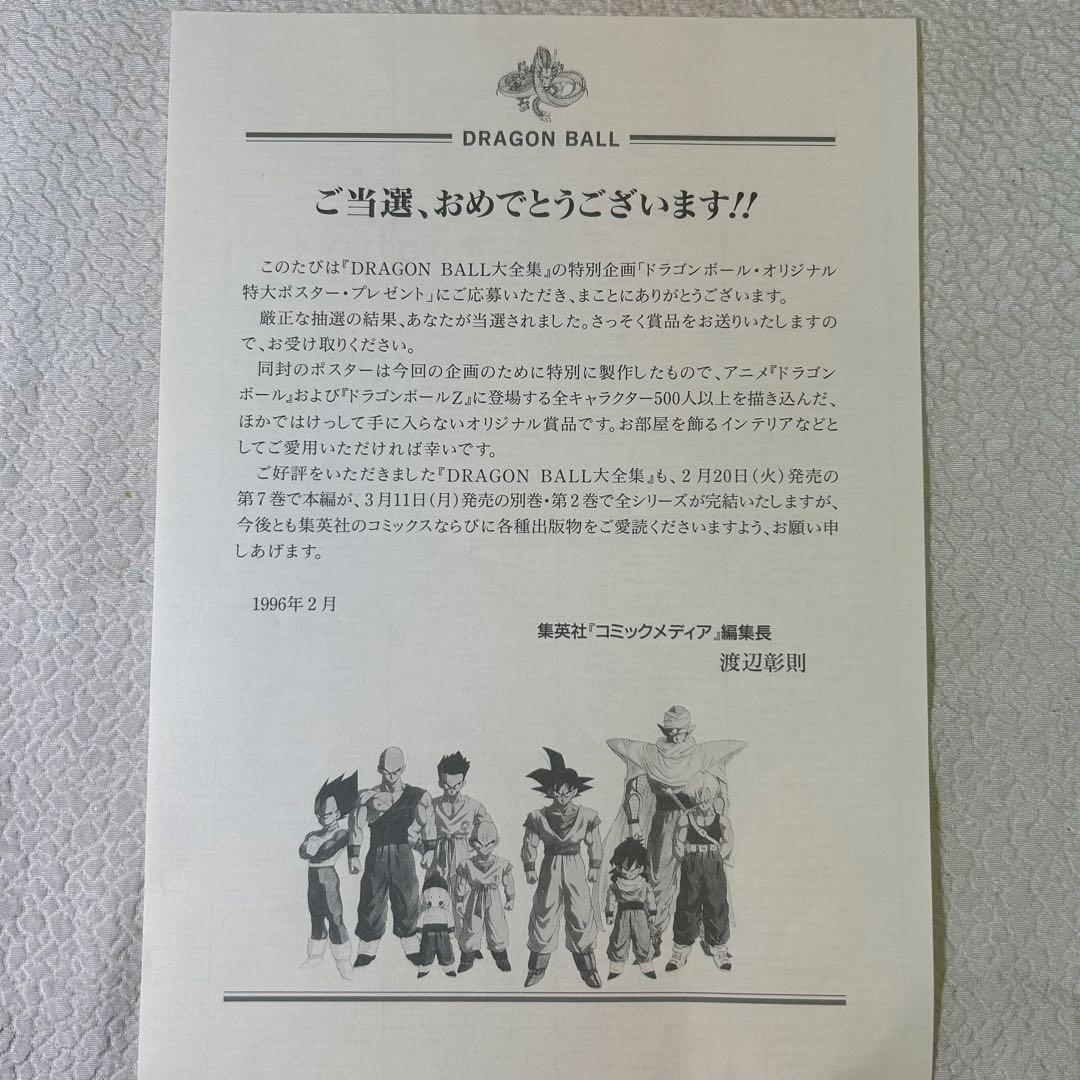 DRAGON BALL
ご当選、おめでとうございます!!
このたびは『DRAGON BALL大全集』の特別企画「ドラゴンボール・オリジナル
特大ポスター・プレゼント」にご応募いただき、まことにありがとうございます。
厳正な抽選の結果、あなたが当選されました。さっそく賞品をお送りいたしますの
で、お受け取りください。
同封のポスターは今回の企画のために特別に製作したもので、アニメ『ドラゴン
ボール』および『ドラゴンボールZ』に登場する全キャラクター500人以上を描き込んだ、
ほかではけっして手に入らないオリジナル賞品です。お部屋を飾るインテリアなどと
してご愛用いただければ幸いです。
ご好評をいただきました『DRAGON BALL大全集』も、2月20日(火)発売の
第7巻で本編が、3月11日(月)発売の別巻・第2巻で全シリーズが完結いたしますが、
今後とも集英社のコミックスならびに各種出版物をご愛読くださいますよう、お願い申
しあげます。
1996年2月
集英社『コミックメディア』編集長
渡辺彰則